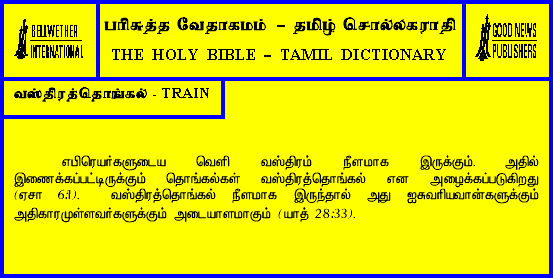 BELLWETHER
INTERNATIONAL
பரிசுத்த வேதாகமம் – தமிழ் சொல்லகராதி
THE HOLY BIBLE – TAMIL DICTIONARY
GOOD NEWS
PUBLISHERS
வஸ்திரத்தொங்கல் - TRAIN
எபிரெயர்களுடைய வெளி வஸ்திரம் நீளமாக இருக்கும். அதில்
இணைக்கப்பட்டிருக்கும் தொங்கல்கள் வஸ்திரத்தொங்கல் என அழைக்கப்படுகிறது
(ஏசா 6:1). வஸ்திரத்தொங்கல் நீளமாக இருந்தால் அது ஐசுவரியவான்களுக்கும்
அதிகாரமுள்ளவர்களுக்கும் அடையாளமாகும் (யாத் 28:33).